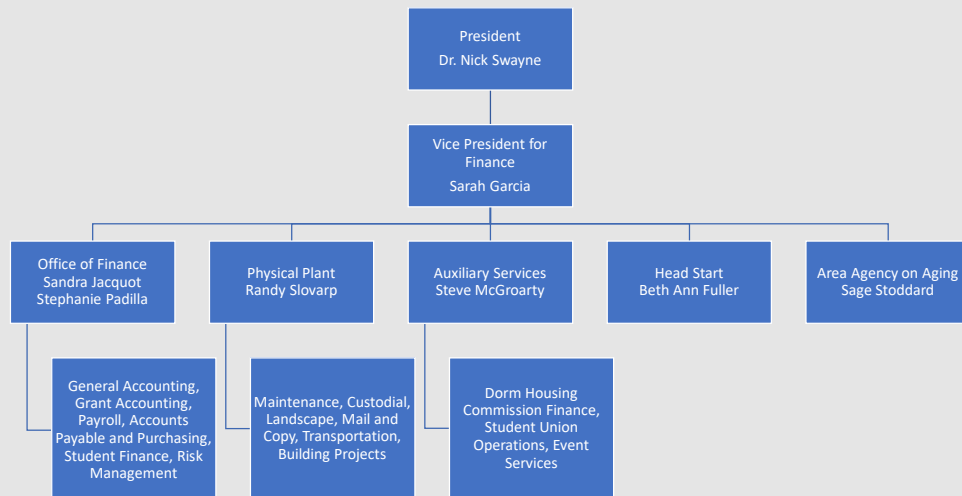 President
Dr. Nick Swayne
Vice President for
Finance
Sarah Garcia
Office of Finance
Sandra Jacquot
Stephanie Padilla
Physical Plant
Randy Slovarp
Auxiliary Services
Steve McGroarty
Head Start
Beth Ann Fuller
Area Agency on Aging
Sage Stoddard
General Accounting,
Grant Accounting,
Payroll, Accounts
Payable and Purchasing,
Student Finance, Risk
Management
Maintenance, Custodial,
Landscape, Mail and
Copy, Transportation,
Building Projects
Dorm Housing
Commission Finance,
Student Union
Operations, Event
Services